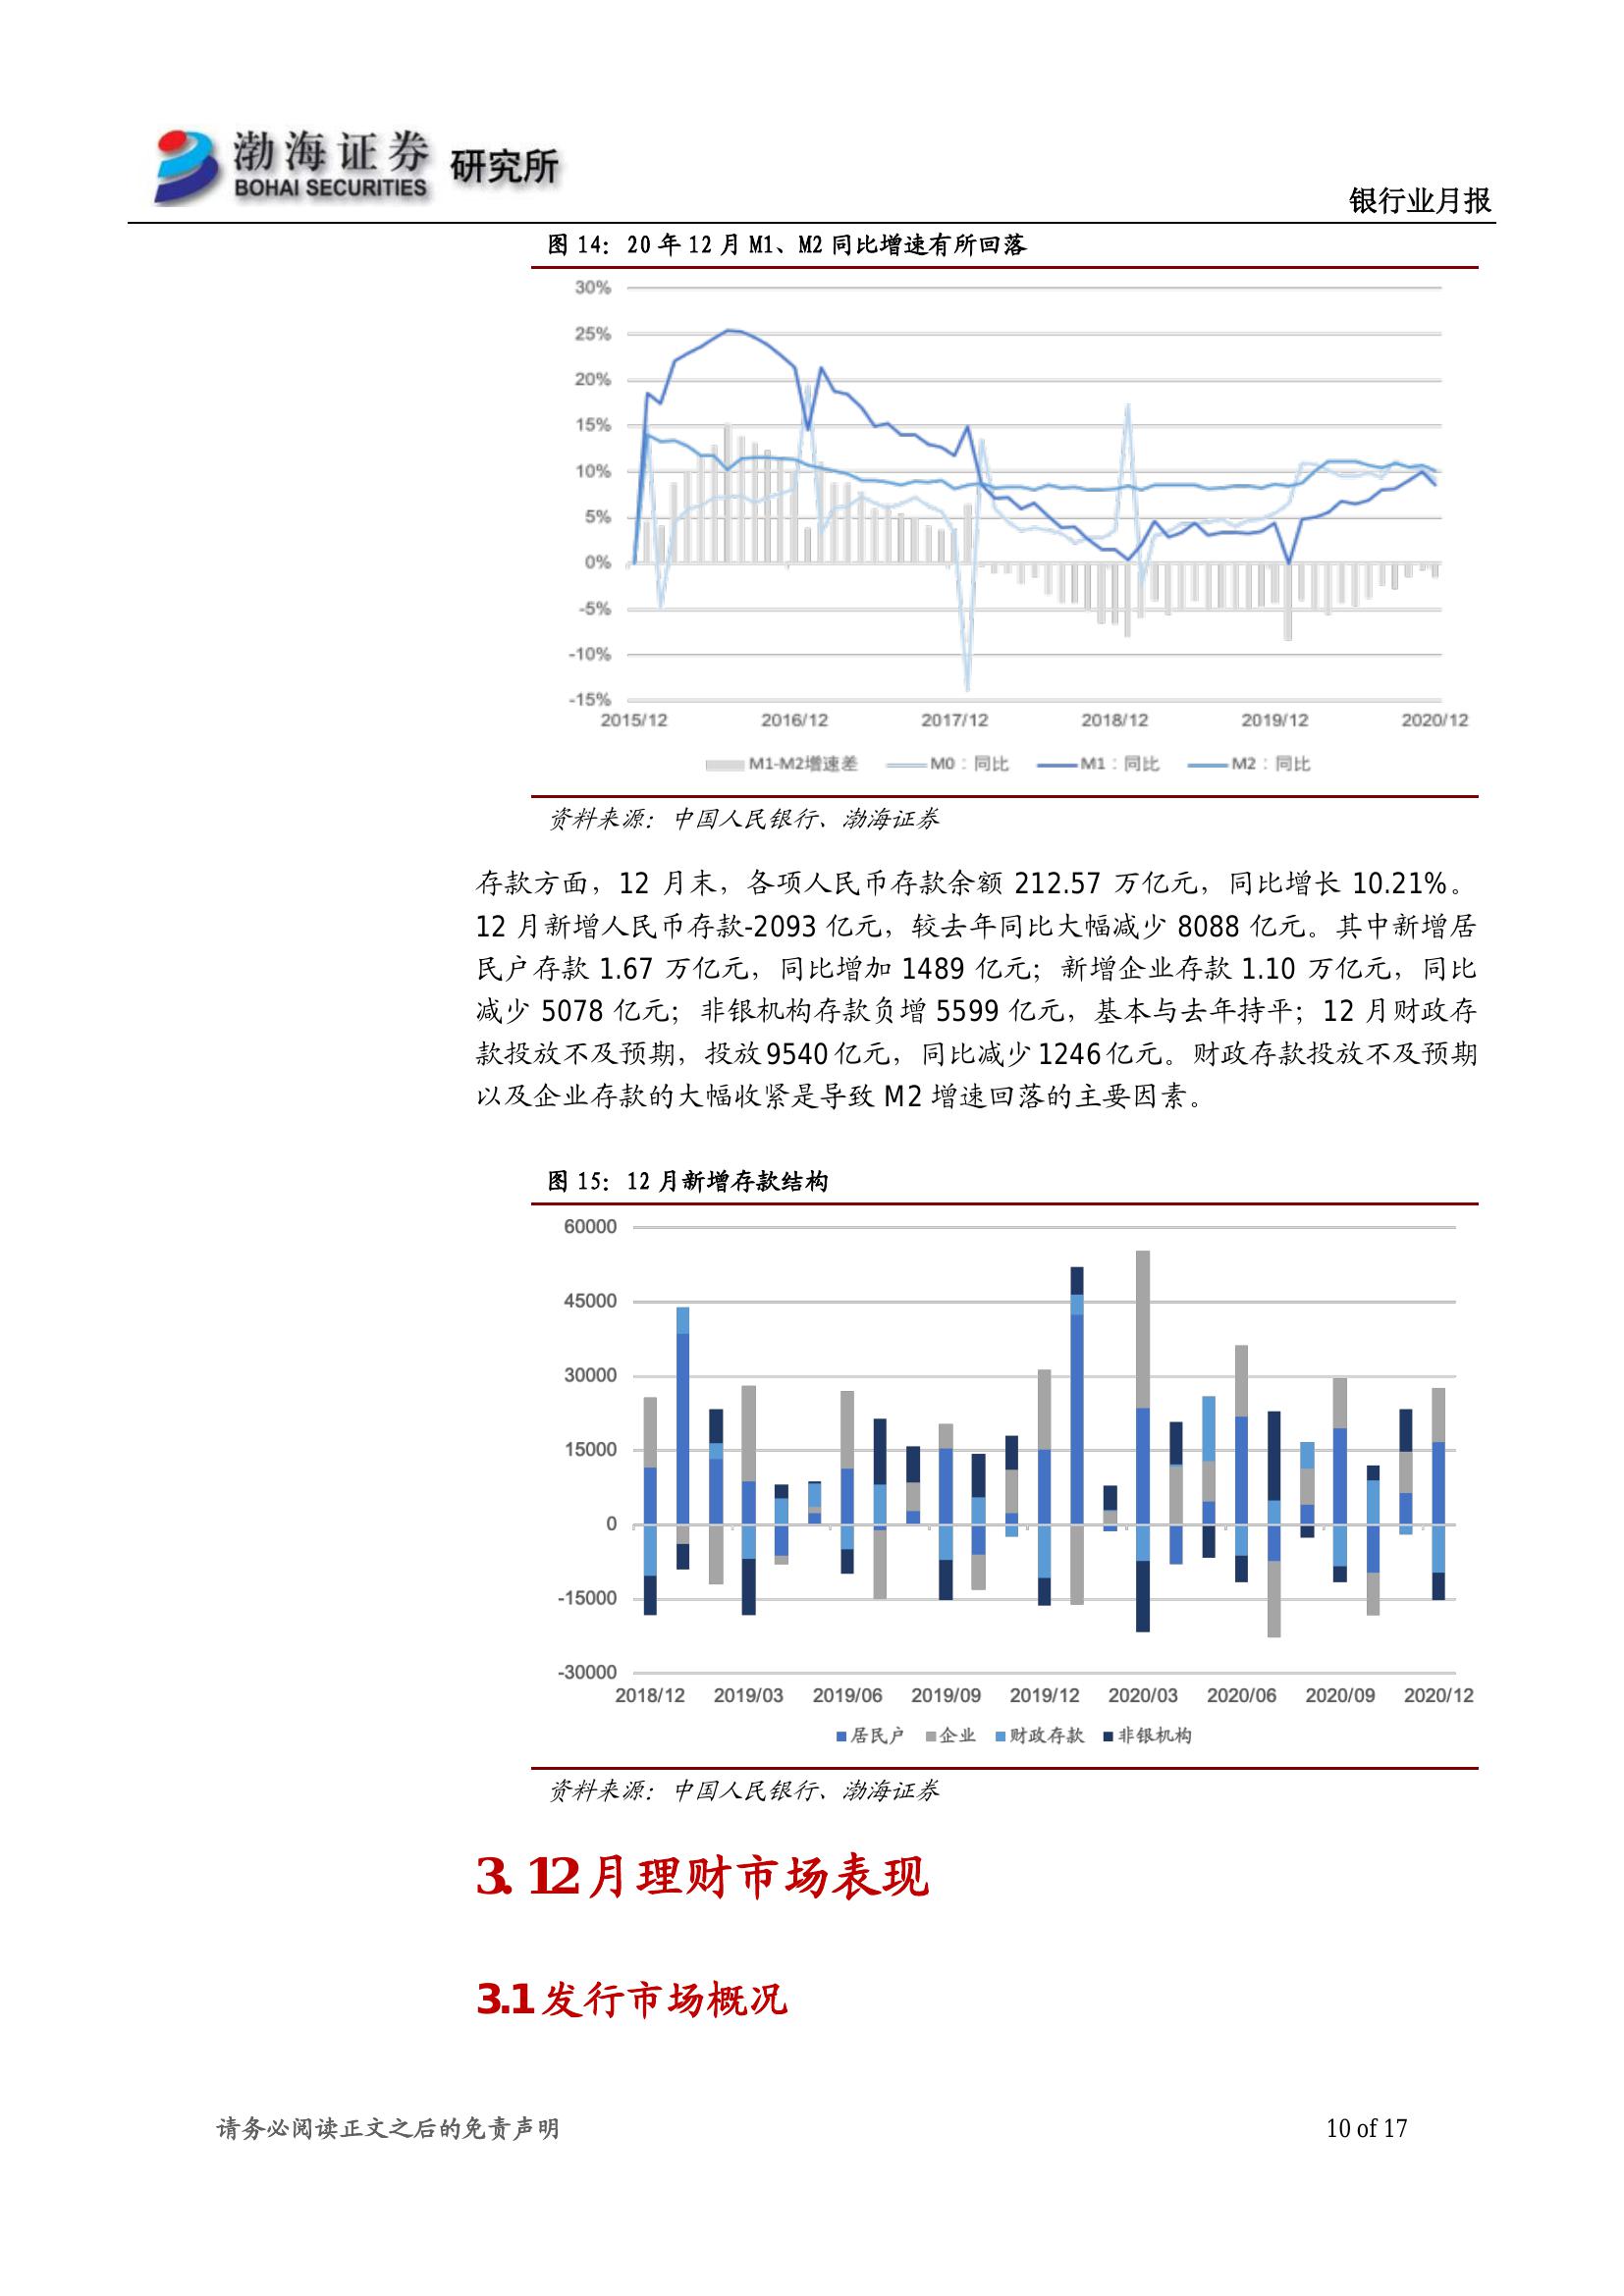 渤海证券 研究所
BOHAI SECURITIES
银行业月报
图 14：20 年 12 月 M1、M2 同比增速有所回落
30%
25%
20%
15%
10%
5%
0%
-5%
-10%
-15%
2015/12 2016/12 2017/12 2018/12 2019/12 2020/12
M1-M2增速差 M0：同比 M1：同比 M2：同比
资料来源：中国人民银行、渤海证券
存款方面，12 月末，各项人民币存款余额 212.57 万亿元，同比增长 10.21%。
12 月新增人民币存款-2093 亿元，较去年同比大幅减少 8088 亿元。其中新增居
民户存款 1.67 万亿元，同比增加 1489 亿元；新增企业存款 1.10 万亿元，同比
减少 5078 亿元；非银机构存款负增 5599 亿元，基本与去年持平；12 月财政存
款投放不及预期，投放 9540 亿元，同比减少 1246 亿元。财政存款投放不及预期
以及企业存款的大幅收紧是导致 M2 增速回落的主要因素。
图 15：12 月新增存款结构
60000
45000
30000
15000
0
-15000
-30000
2018/12 2019/03 2019/06 2019/09 2019/12 2020/03 2020/06 2020/09 2020/12
居民户 企业 财政存款 非银机构
资料来源：中国人民银行、渤海证券
3. 12 月理财市场表现
3.1 发行市场概况
请务必阅读正文之后的免责声明 10 of 17